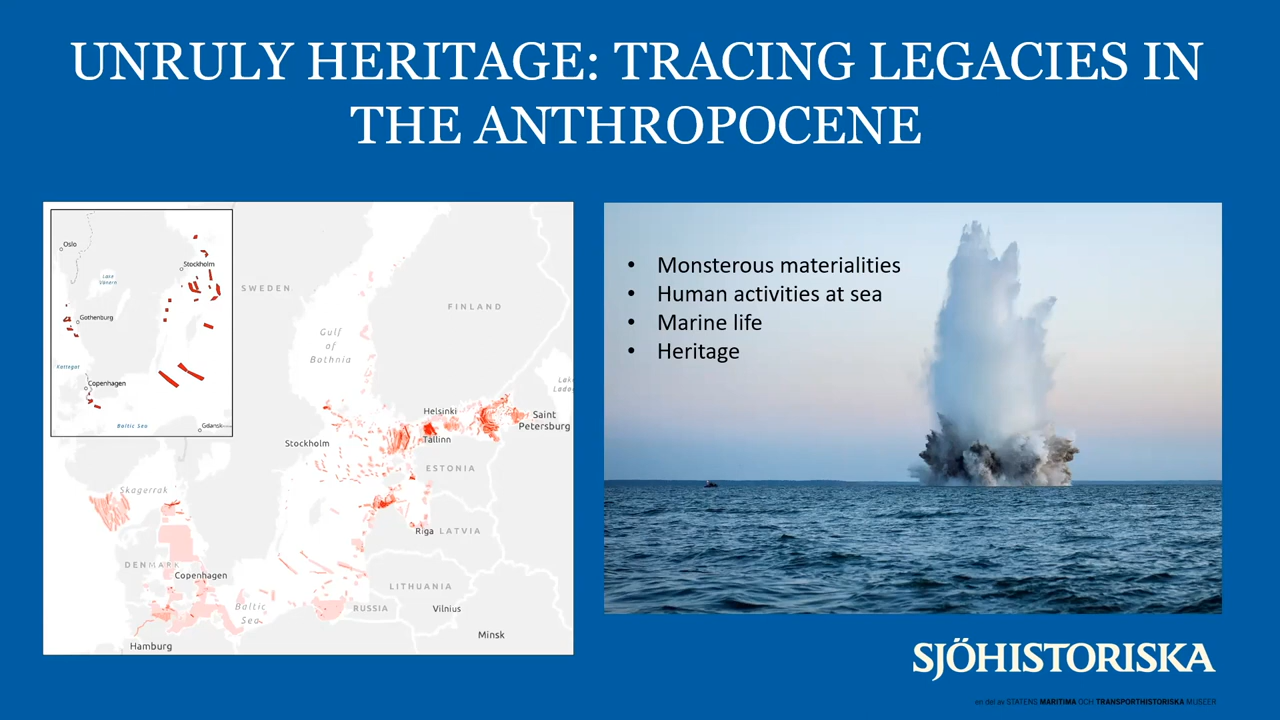 UNRULY HERITAGE: TRACING LEGACIES IN
THE ANTHROPOCENE
Oslo
Stockholm
Lake
Vänern
Gothenburg
Kattegat
Copenhagen
Baltic Sea
Gdansk
SWEDEN
FINLAND
Gulf
of
Bothnia
Lake
Helsinki
Saint
Petersburg
Tallinn
Stockholm
ESTONIA
Skagerrak
Riga
LATVIA
DENMARK
Copenhagen
LITHUANIA
Baltic
Sea
RUSSIA
Vilnius
Minsk
Hamburg
• Monsterous materialities
• Human activities at sea
• Marine life
• Heritage
SJÖHISTORISKA
en del av STATENS MARITIMA OCH TRANSPORTHISTORISKA MUSEER